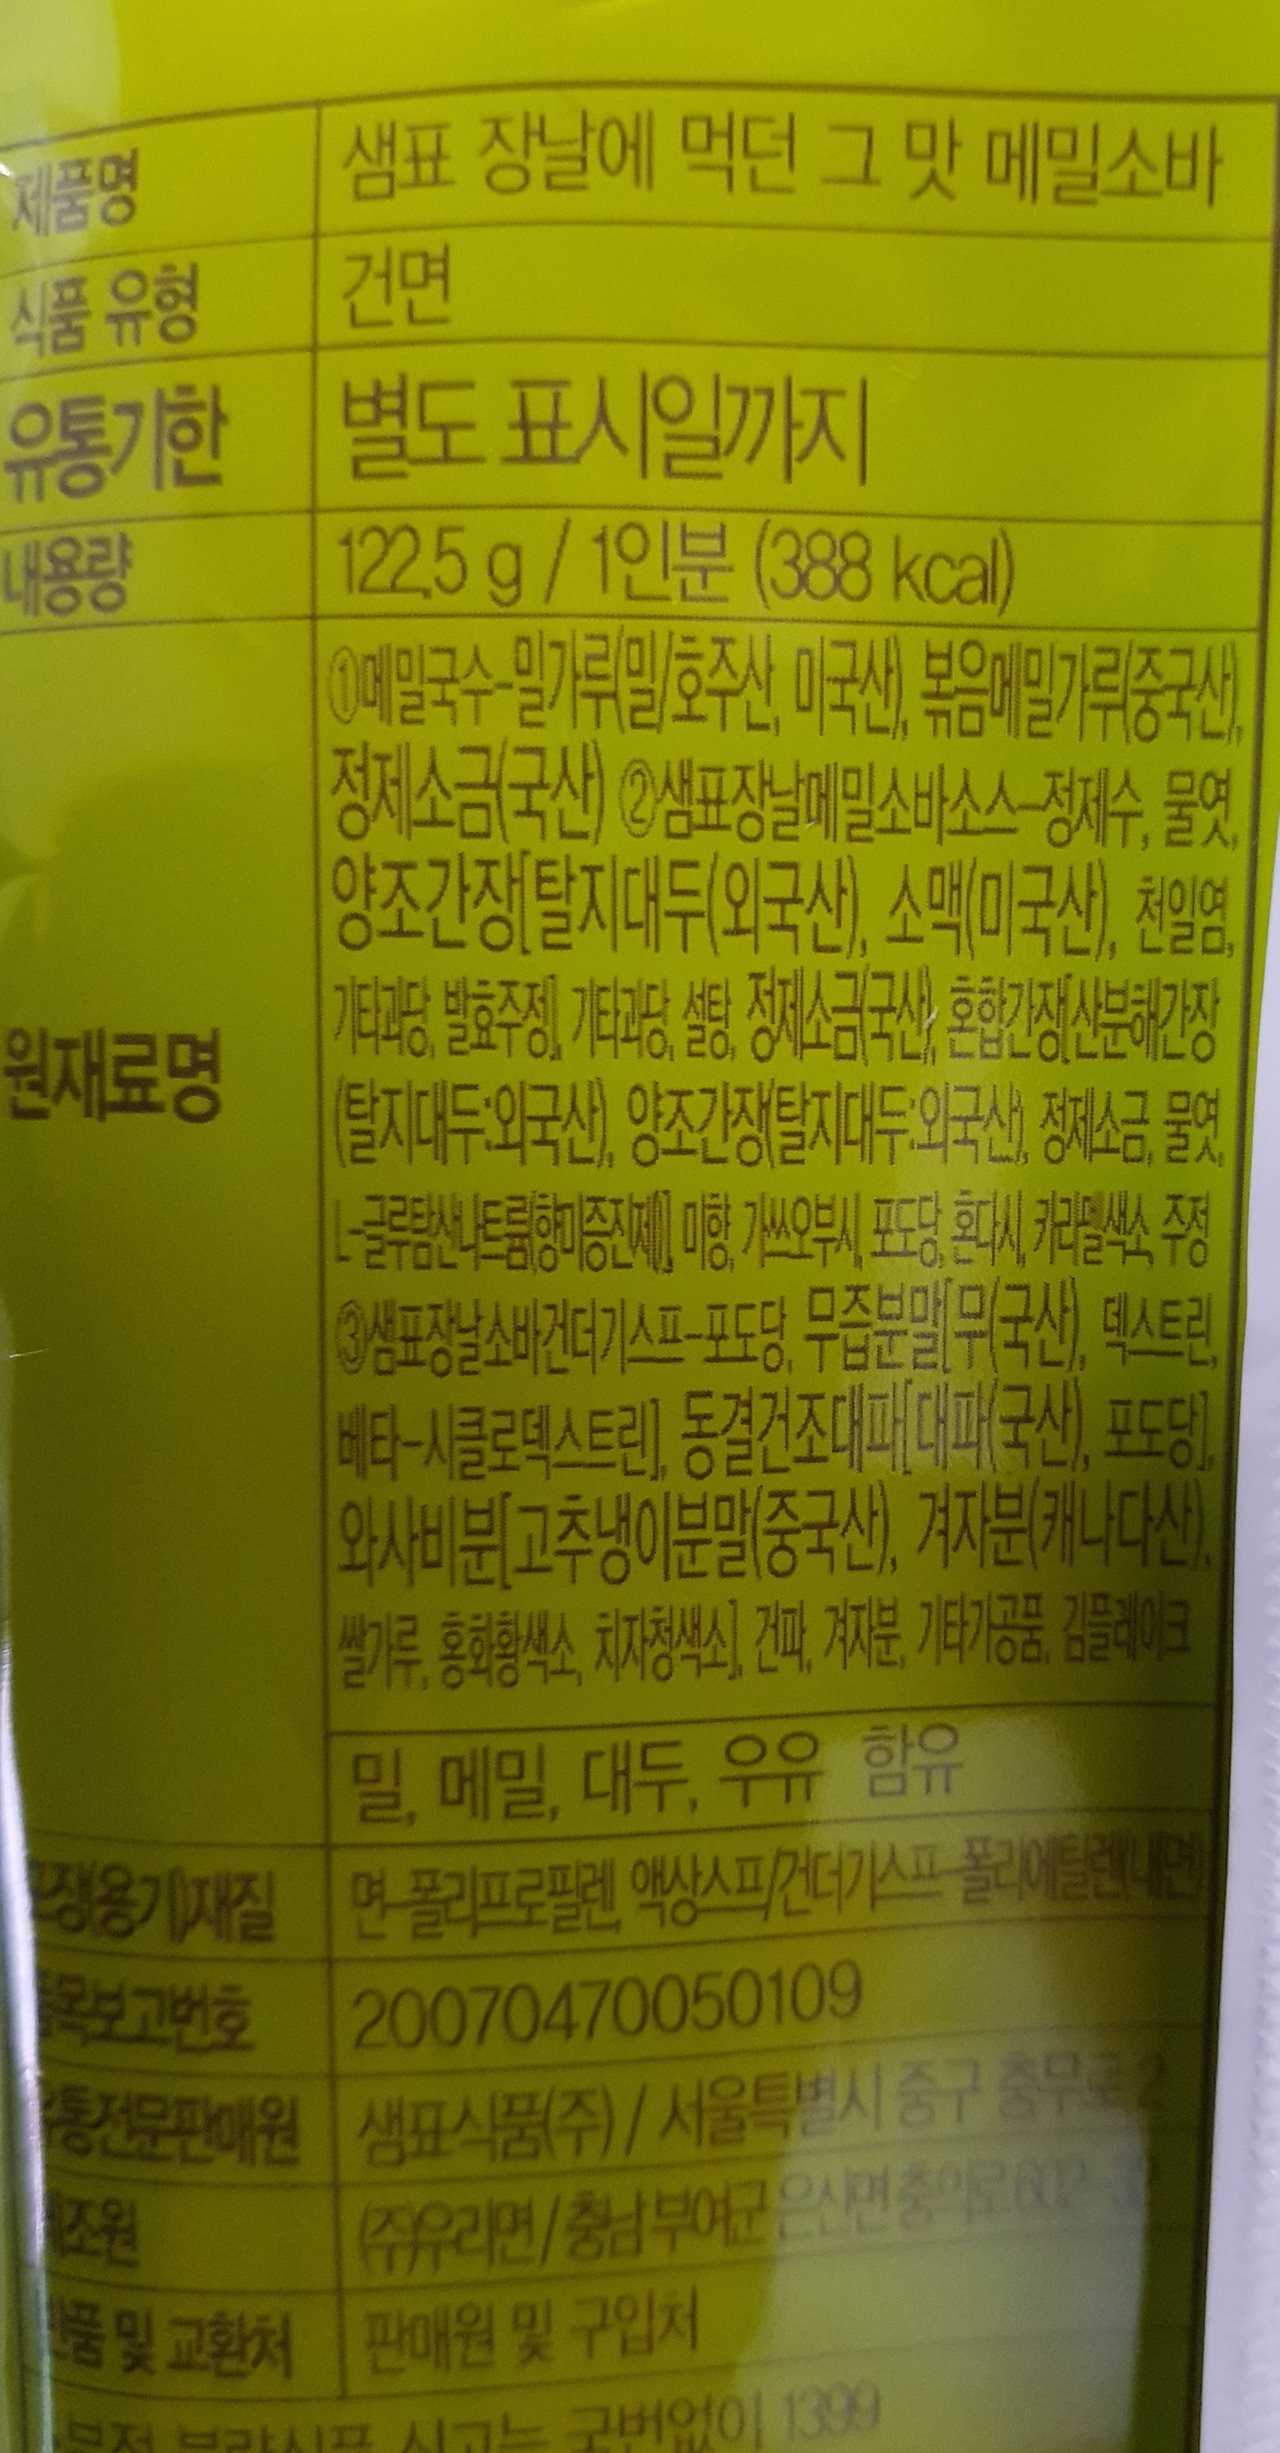 제품명 샘표 장날에 먹던 그 맛 메밀소바
식품 유형 건면
유통기한 별도 표시일까지
내용량 122.5 g / 1인분 (388 kcal)
①메밀국수-밀가루(밀/호주산, 미국산), 볶음메밀가루(중국산),
정제소금(국산) ②샘표장날메밀소바소스-정제수, 물엿,
양조간장[탈지대두(외국산), 소맥(미국산), 천일염,
기타과당, 발효주정], 기타과당, 설탕, 정제소금(국산), 혼합간장[산분해간장
원재료명 (탈지대두:외국산), 양조간장(탈지대두:외국산), 정제소금, 물엿,
L-글루탐산나트륨(향미증진제)], 미향, 가쓰오부시, 포도당, 혼다시, 카라멜색소, 주정
③샘표장날소바건더기스프-포도당, 무즙분말[무(국산), 덱스트린,
베타-시클로덱스트린], 동결건조대파[대파(국산), 포도당],
와사비분[고추냉이분말(중국산), 겨자분(캐나다산),
쌀가루, 홍화황색소, 치자청색소], 건파, 겨자분, 기타가공품, 김플레이크
밀, 메밀, 대두, 우유 함유
포장(용기)재질 면-폴리프로필렌, 액상스프/건더기스프-폴리에틸렌(내면)
품목보고번호 20070470050109
유통전문판매원 샘표식품(주) / 서울특별시 중구 충무로 2
제조원 (주)우리면 / 충남 부여군 은산면 충의로
반품 및 교환처 판매원 및 구입처
부정·불량식품 신고는 국번없이 1399